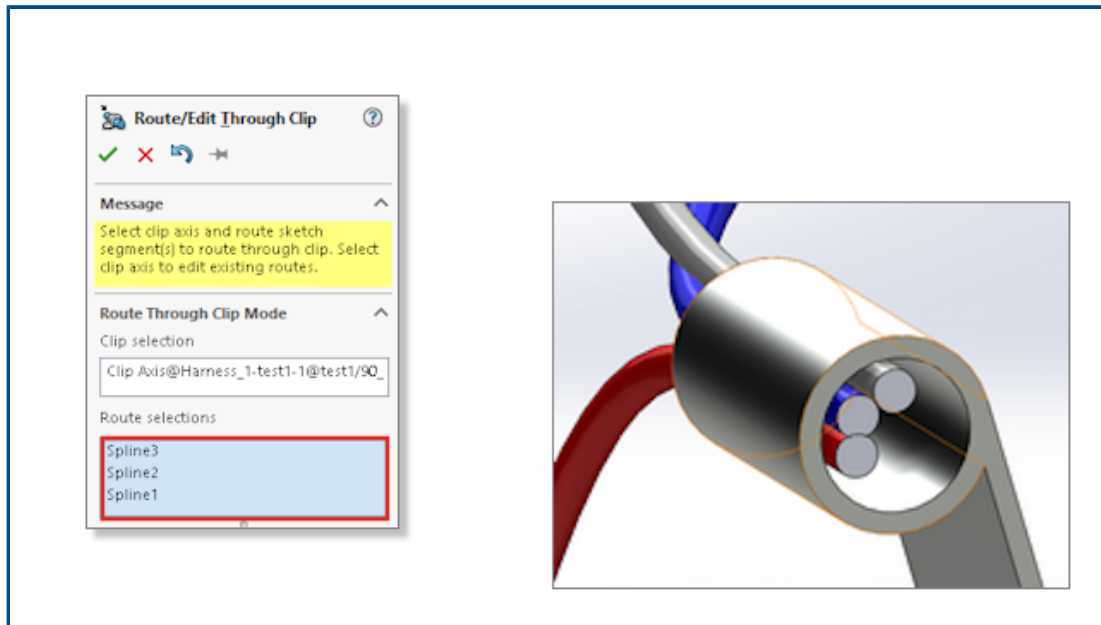 Route/Edit Through Clip
Message
Select clip axis and route sketch
segment(s) to route through clip. Select
clip axis to edit existing routes.
Route Through Clip Mode
Clip selection
Clip Axis@Harness_1-test1-1@test1/90_
Route selections
Spline3
Spline2
Spline1